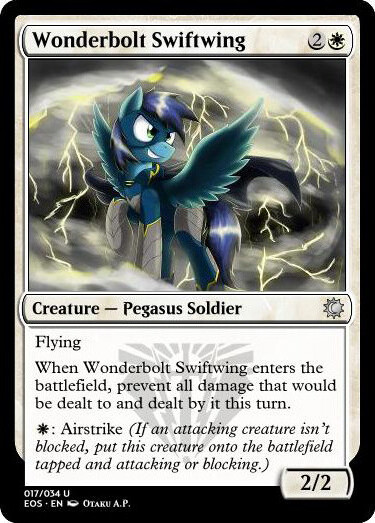 Wonderbolt Swiftwing 2
Creature — Pegasus Soldier
Flying
When Wonderbolt Swiftwing enters the
battlefield, prevent all damage that would
be dealt to and dealt by it this turn.
: Airstrike (If an attacking creature isn't
blocked, put this creature onto the battlefield
tapped and attacking or blocking.)
2/2
017/034 U
EOS • EN Otaku A.P.